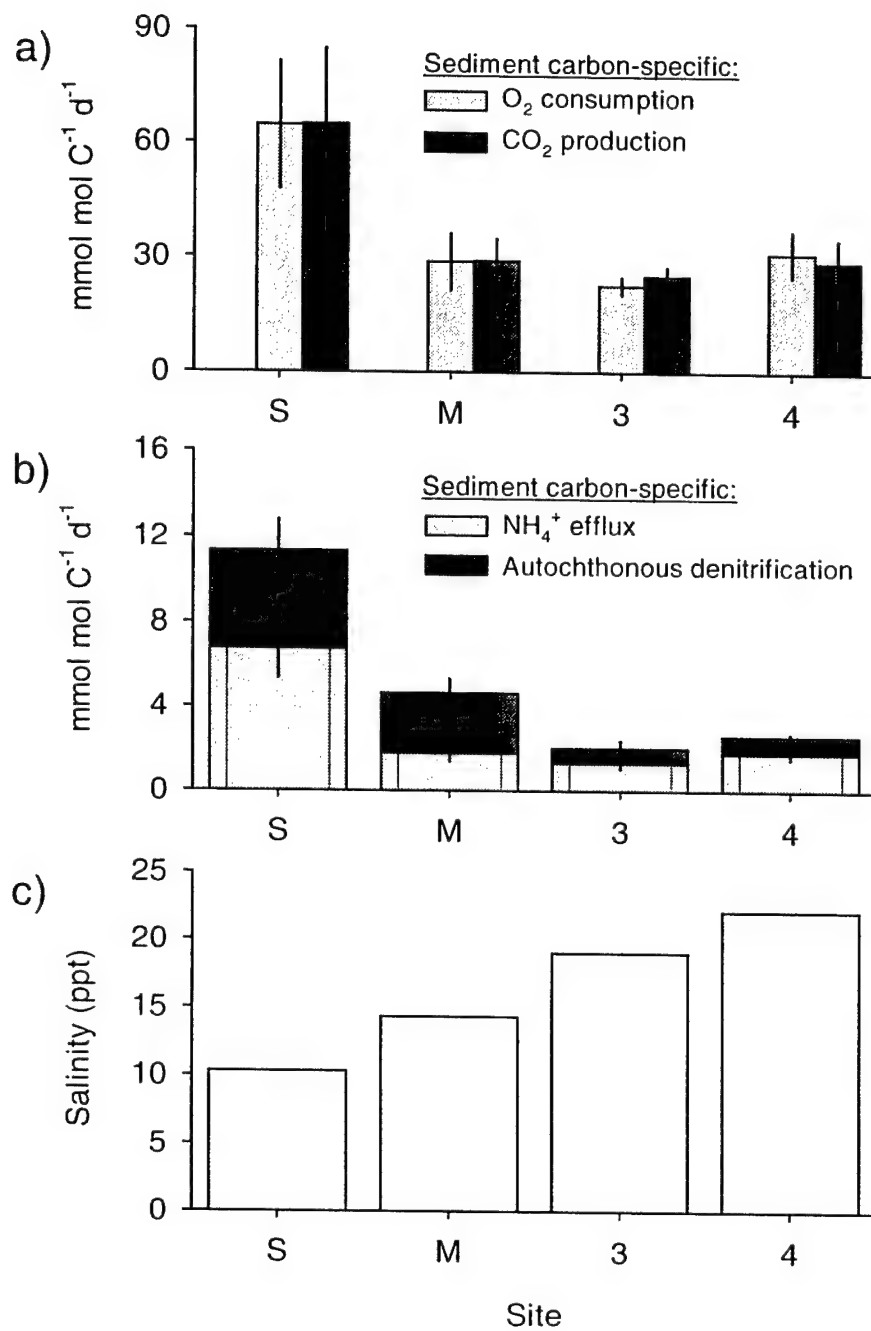 a)
mmol mol C⁻¹ d⁻¹
90
60
30
0
Sediment carbon-specific:
O₂ consumption
CO₂ production
S M 3 4
b)
mmol mol C⁻¹ d⁻¹
16
12
8
4
0
Sediment carbon-specific:
NH₄⁺ efflux
Autochthonous denitrification
S M 3 4
c)
Salinity (ppt)
25
20
15
10
5
0
S M 3 4
Site